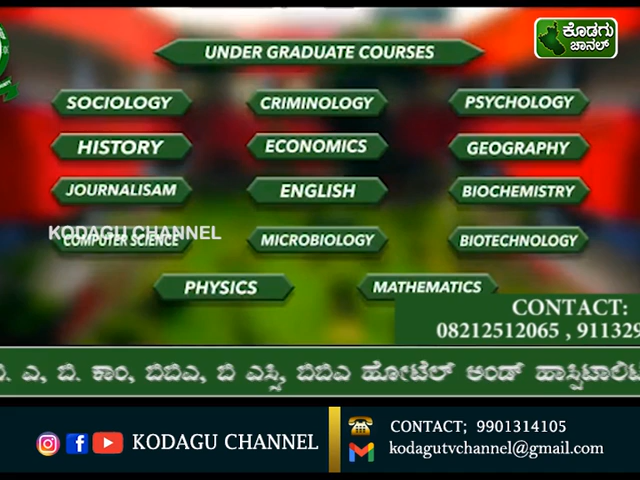 ಕೊಡಗು
ಚಾನಲ್
UNDER GRADUATE COURSES
SOCIOLOGY CRIMINOLOGY PSYCHOLOGY
HISTORY ECONOMICS GEOGRAPHY
JOURNALISAM ENGLISH BIOCHEMISTRY
KODAGU CHANNEL
COMPUTER SCIENCE MICROBIOLOGY BIOTECHNOLOGY
PHYSICS MATHEMATICS
CONTACT:
08212512065 , 911329
ಎ, ಬಿ. ಕಾಂ, ಬಿಬಿಎ, ಬಿ ಎಸ್ಸಿ, ಬಿಬಿಎ ಹೋಟೆಲ್ ಅಂಡ್
KODAGU CHANNEL
CONTACT; 9901314105
kodagutvchannel@gmail.com